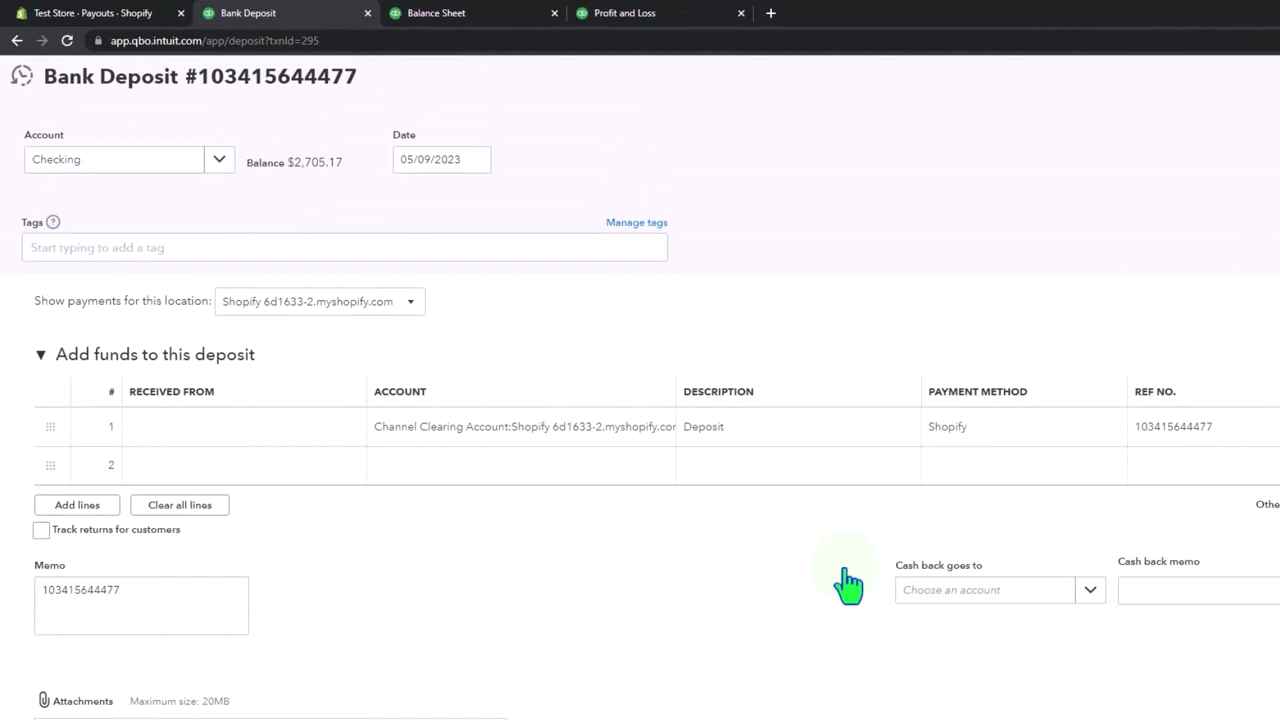 Test Store · Payouts · Shopify
Bank Deposit
Balance Sheet
Profit and Loss
app.qbo.intuit.com/app/deposit?txnId=295
Bank Deposit #103415644477
Account
Date
Checking
Balance $2,705.17
05/09/2023
Tags ?
Manage tags
Start typing to add a tag
Show payments for this location: Shopify 6d1633-2.myshopify.com
Add funds to this deposit
# RECEIVED FROM ACCOUNT DESCRIPTION PAYMENT METHOD REF NO.
1 Channel Clearing Account:Shopify 6d1633-2.myshopify.cor Deposit Shopify 103415644477
2
Add lines Clear all lines Othe
Track returns for customers
Memo
Cash back goes to
Cash back memo
103415644477
Choose an account
Attachments Maximum size: 20MB